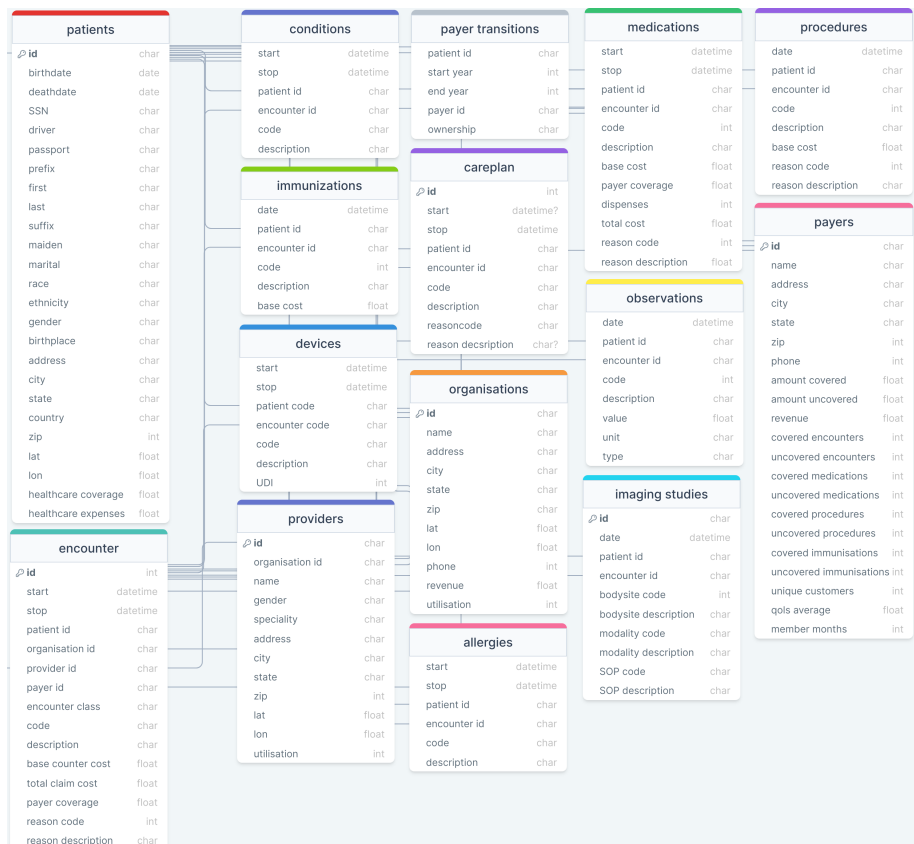 patients
id char
birthdate date
deathdate date
SSN char
driver char
passport char
prefix char
first char
last char
suffix char
maiden char
marital char
race char
ethnicity char
gender char
birthplace char
address char
city char
state char
country char
zip int
lat float
lon float
healthcare coverage float
healthcare expenses float
encounter
id int
start datetime
stop datetime
patient id char
organisation id char
provider id char
payer id char
encounter class char
code char
description char
base counter cost float
total claim cost float
payer coverage float
reason code int
reason description char
conditions
start datetime
stop datetime
patient id char
encounter id char
code char
description char
immunizations
date datetime
patient id char
encounter id char
code int
description char
base cost float
devices
start datetime
stop datetime
patient code char
encounter code char
code char
description char
UDI int
providers
id char
organisation id char
name char
gender char
speciality char
address char
city char
state char
zip int
lat float
lon float
utilisation int
payer transitions
patient id char
start year int
end year int
payer id char
ownership char
careplan
id int
start datetime?
stop datetime
patient id char
encounter id char
code char
description char
reasoncode char
reason decsription char?
organisations
id char
name char
address char
city char
state char
zip char
lat float
lon float
phone int
revenue float
utilisation int
allergies
start datetime
stop datetime
patient id char
encounter id char
code char
description char
medications
start datetime
stop datetime
patient id char
encounter id char
code int
description char
base cost float
payer coverage float
dispenses int
total cost float
reason code int
reason description float
observations
date datetime
patient id char
encounter id char
code int
description char
value float
unit char
type char
imaging studies
id char
date datetime
patient id char
encounter id char
bodysite code int
bodysite description char
modality code char
modality description char
SOP code char
SOP description char
procedures
date datetime
patient id char
encounter id char
code int
description char
base cost float
reason code int
reason description char
payers
id char
name char
address char
city char
state char
zip int
phone int
amount covered float
amount uncovered float
revenue float
covered encounters int
uncovered encounters int
covered medications int
uncovered medications int
covered procedures int
uncovered procedures int
covered immunisations int
uncovered immunisations int
unique customers int
qols average float
member months int